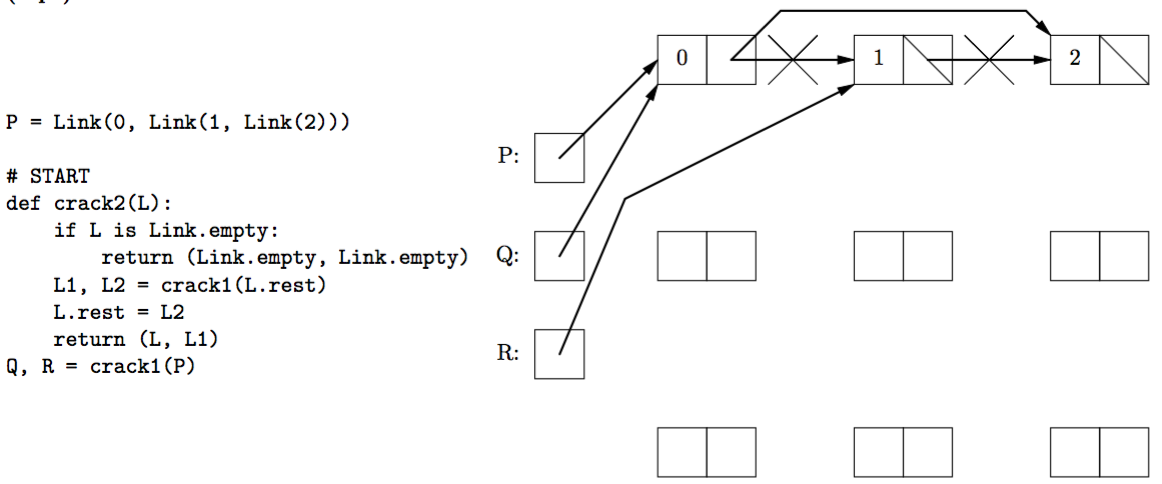 P = Link(0, Link(1, Link(2)))
# START
def crack2(L):
    if L is Link.empty:
        return (Link.empty, Link.empty)
    L1, L2 = crack1(L.rest)
    L.rest = L2
    return (L, L1)
Q, R = crack1(P)
0 1 2
P:
Q:
R: